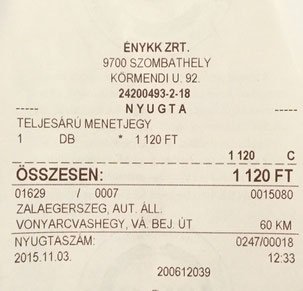 ÉNYKK ZRT.
9700 SZOMBATHELY
KÖRMENDI U. 92.
24200493-2-18
----- NYUGTA -----
TELJESÁRÚ MENETJEGY
1 DB * 1 120 FT
1 120 C
ÖSSZESEN: 1 120 FT
01629 / 0007 0015080
ZALAEGERSZEG, AUT. ÁLL.
VONYARCVASHEGY, VÁ. BEJ. ÚT 60 KM
NYUGTASZÁM: 0247/00018
2015.11.03. 12:33
200612039